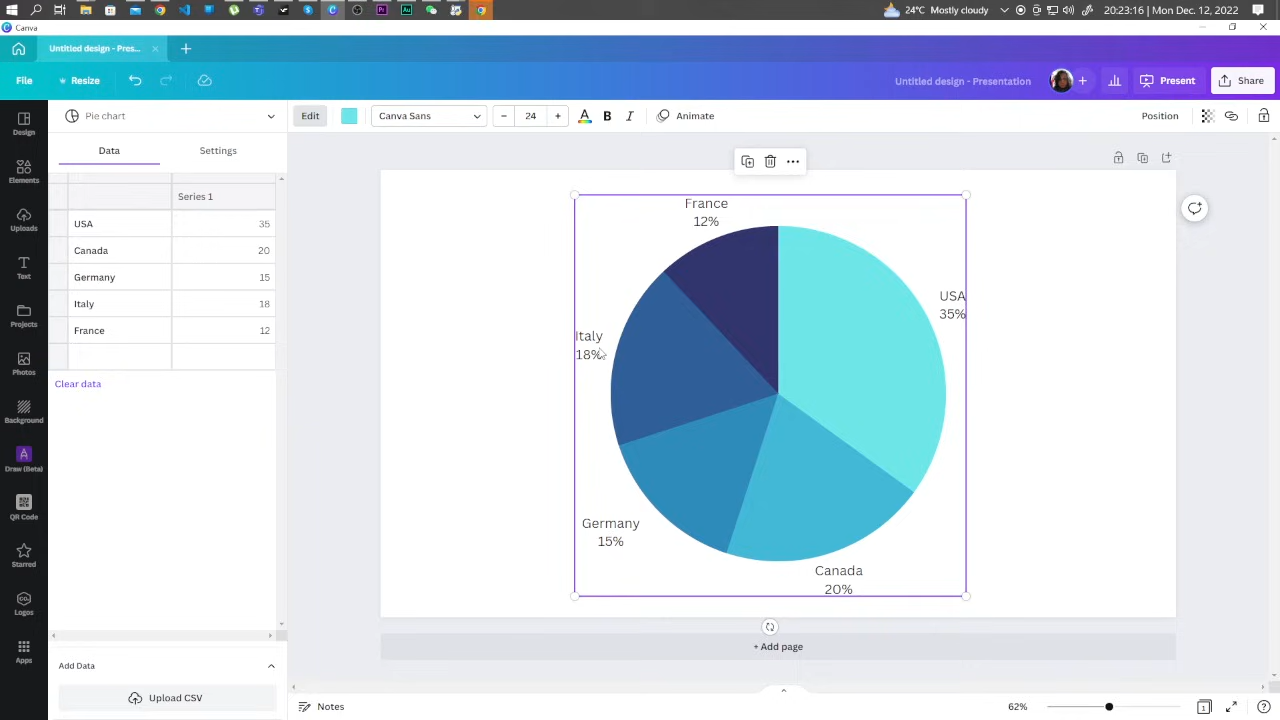 24°C Mostly cloudy
20:23:16 | Mon Dec. 12, 2022
Canva
Untitled design - Pres...
File
Resize
Untitled design - Presentation
Present
Share
Pie chart
Edit
Canva Sans
24
A
B
I
Animate
Position
Design
Elements
Uploads
Text
Projects
Photos
Background
Draw (Beta)
QR Code
Starred
Logos
Apps
Data
Settings
Series 1
USA 35
Canada 20
Germany 15
Italy 18
France 12
Clear data
Add Data
Upload CSV
France
12%
USA
35%
Italy
18%
Germany
15%
Canada
20%
+ Add page
Notes
62%
1